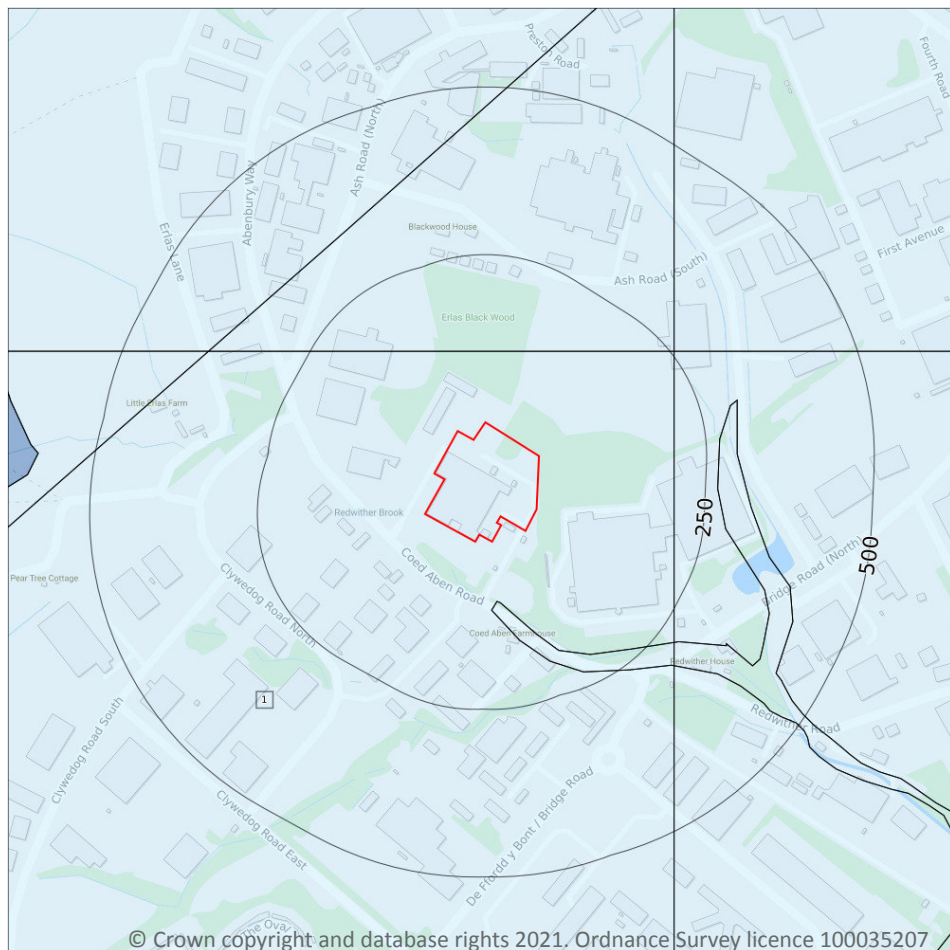 Preston Road
Fourth Road
Ash Road (North)
Abenbury Way
Erlas Lane
Blackwood House
First Avenue
Ash Road (South)
Erlas Black Wood
Little Erlas Farm
250
500
Redwither Brook
Coed Aben Road
Bridge Road (North)
Pear Tree Cottage
Clywedog Road North
Coed Aben Farmhouse
Redwither House
1
Redwither Road
Clywedog Road South
De Ffordd y Bont / Bridge Road
Clywedog Road East
The Oval
© Crown copyright and database rights 2021. Ordnance Survey licence 100035207